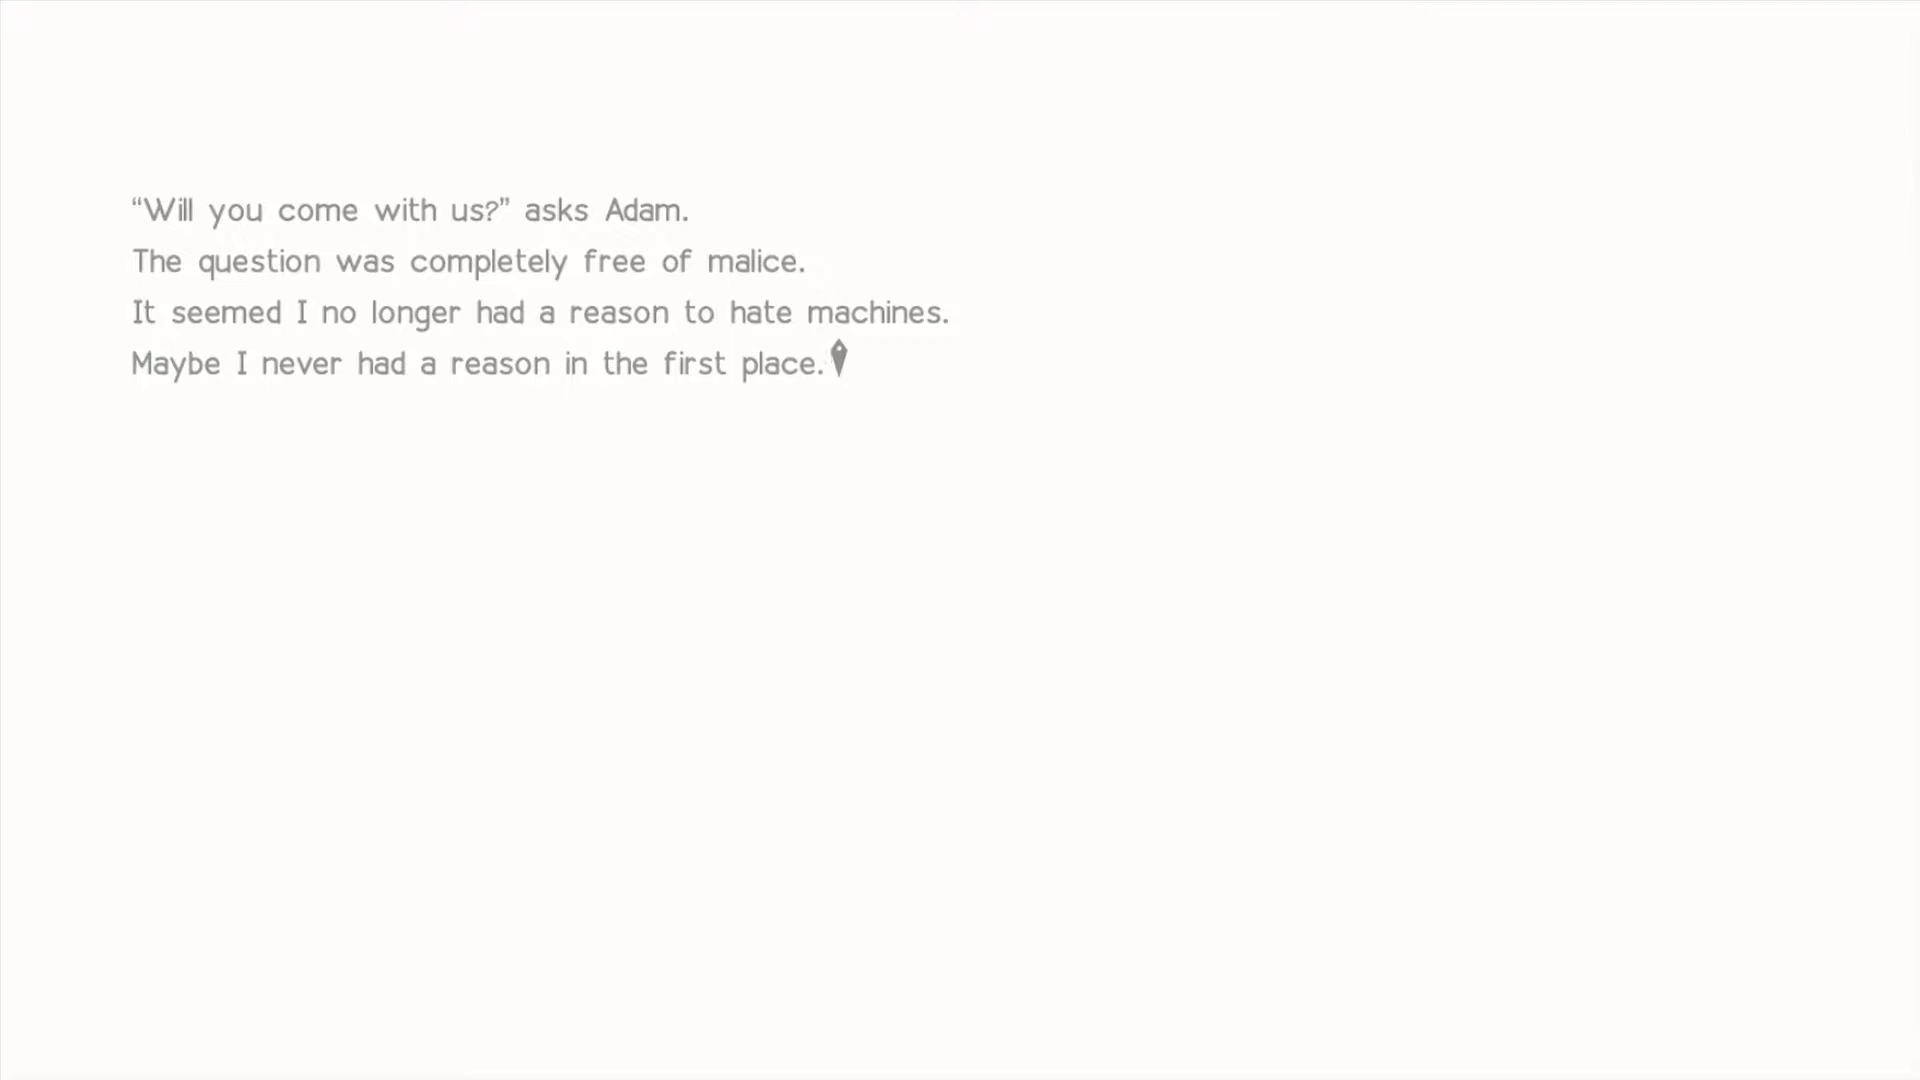 “Will you come with us?” asks Adam.
The question was completely free of malice.
It seemed I no longer had a reason to hate machines.
Maybe I never had a reason in the first place.